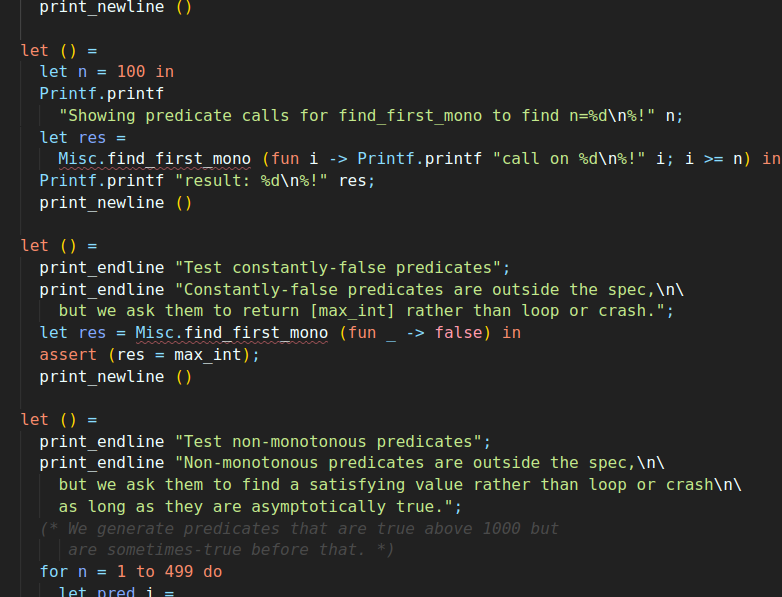 print_newline ()
let () =
let n = 100 in
Printf.printf
"Showing predicate calls for find_first_mono to find n=%d\n%!" n;
let res =
Misc.find_first_mono (fun i -> Printf.printf "call on %d\n%!" i; i >= n) in
Printf.printf "result: %d\n%!" res;
print_newline ()
let () =
print_endline "Test constantly-false predicates";
print_endline "Constantly-false predicates are outside the spec,\n\
but we ask them to return [max_int] rather than loop or crash.";
let res = Misc.find_first_mono (fun _ -> false) in
assert (res = max_int);
print_newline ()
let () =
print_endline "Test non-monotonous predicates";
print_endline "Non-monotonous predicates are outside the spec,\n\
but we ask them to find a satisfying value rather than loop or crash\n\
as long as they are asymptotically true.";
(* We generate predicates that are true above 1000 but
are sometimes-true before that. *)
for n = 1 to 499 do
let pred i =